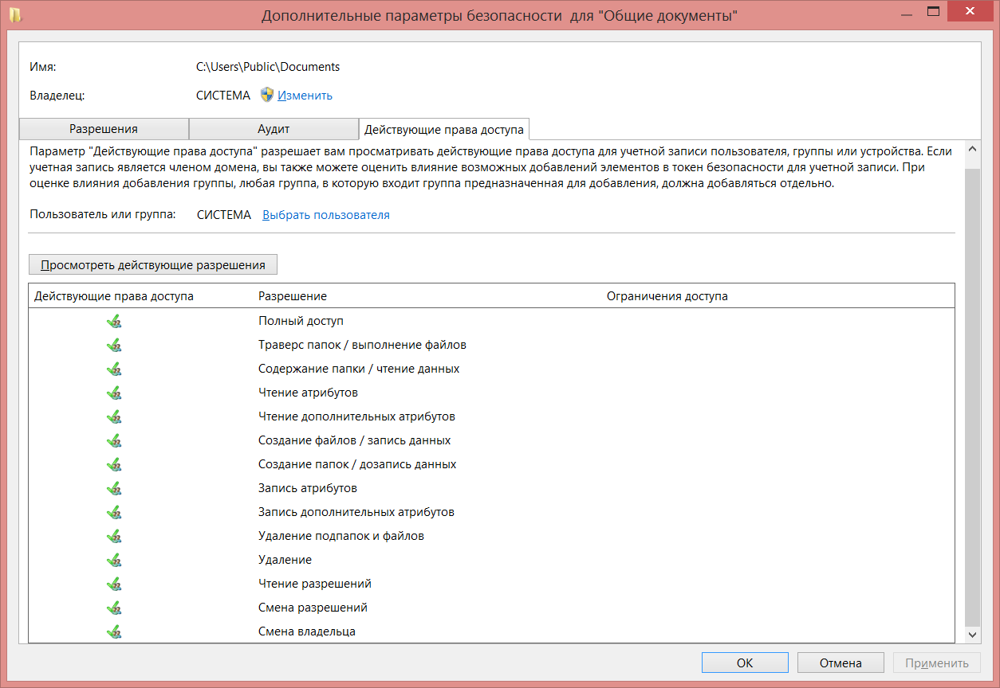 Дополнительные параметры безопасности для "Общие документы"
Имя: C:\Users\Public\Documents
Владелец: СИСТЕМА Изменить
Разрешения Аудит Действующие права доступа
Параметр "Действующие права доступа" разрешает вам просматривать действующие права доступа для учетной записи пользователя, группы или устройства. Если
учетная запись является членом домена, вы также можете оценить влияние возможных добавлений элементов в токен безопасности для учетной записи. При
оценке влияния добавления группы, любая группа, в которую входит группа предназначенная для добавления, должна добавляться отдельно.
Пользователь или группа: СИСТЕМА Выбрать пользователя
Просмотреть действующие разрешения
Действующие права доступа Разрешение Ограничения доступа
Полный доступ
Траверс папок / выполнение файлов
Содержание папки / чтение данных
Чтение атрибутов
Чтение дополнительных атрибутов
Создание файлов / запись данных
Создание папок / дозапись данных
Запись атрибутов
Запись дополнительных атрибутов
Удаление подпапок и файлов
Удаление
Чтение разрешений
Смена разрешений
Смена владельца
ОК Отмена Применить